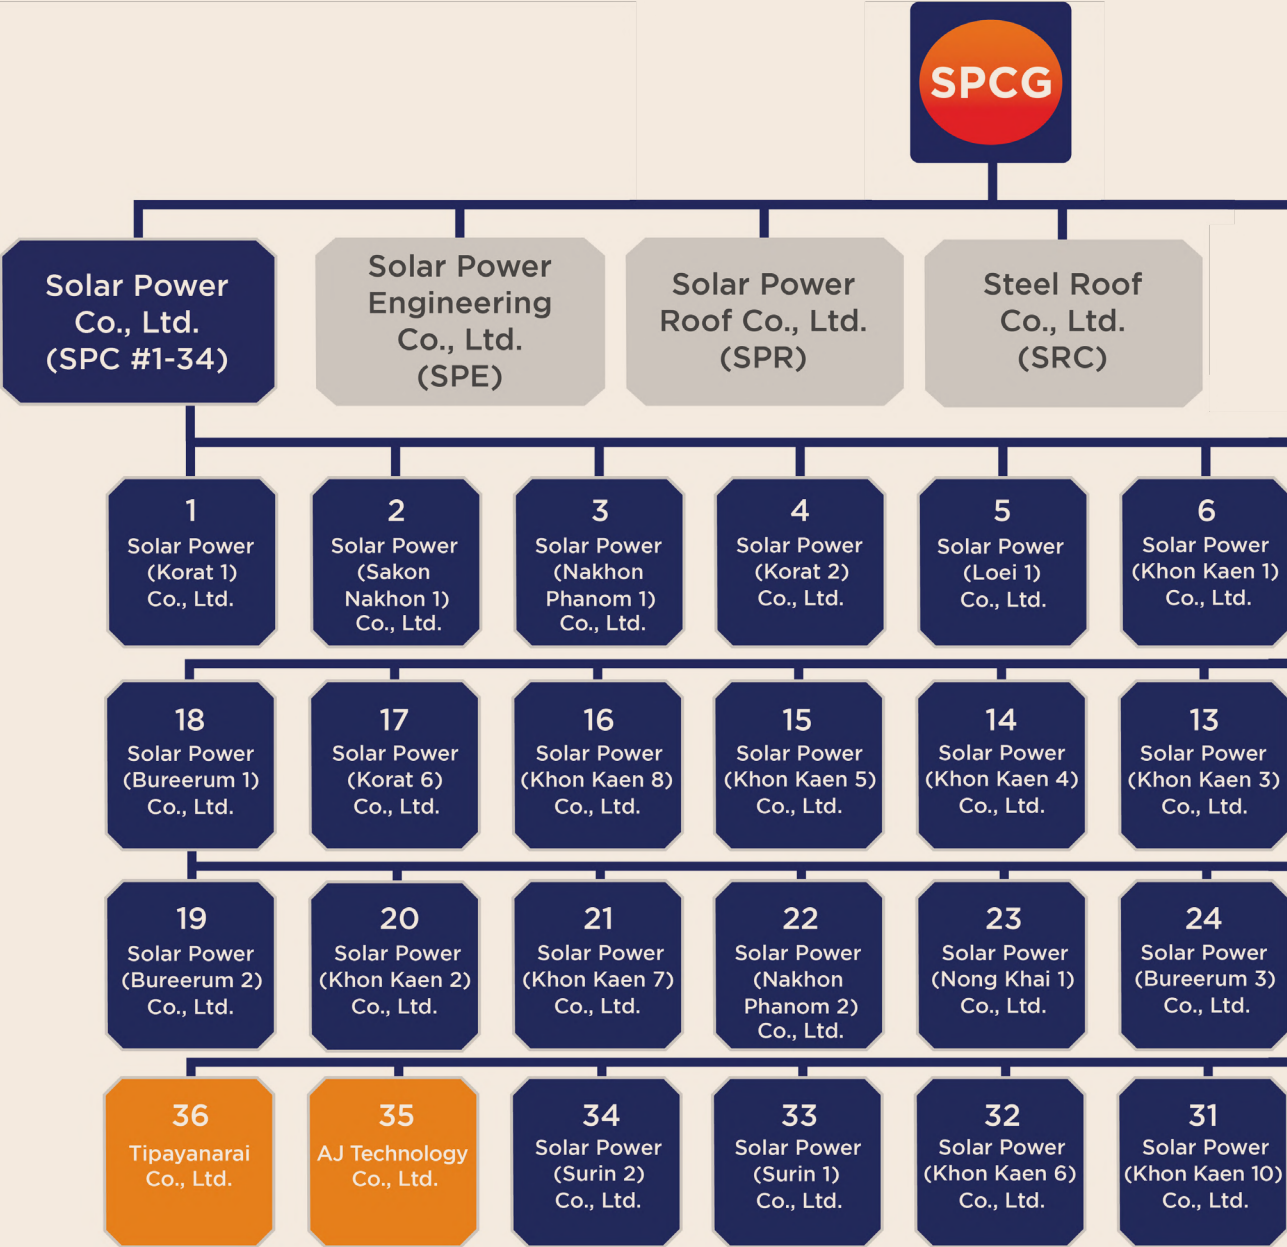 SPCG
Solar Power
Co., Ltd.
(SPC #1-34)
Solar Power
Engineering
Co., Ltd.
(SPE)
Solar Power
Roof Co., Ltd.
(SPR)
Steel Roof
Co., Ltd.
(SRC)
1
Solar Power
(Korat 1)
Co., Ltd.
2
Solar Power
(Sakon
Nakhon 1)
Co., Ltd.
3
Solar Power
(Nakhon
Phanom 1)
Co., Ltd.
4
Solar Power
(Korat 2)
Co., Ltd.
5
Solar Power
(Loei 1)
Co., Ltd.
6
Solar Power
(Khon Kaen 1)
Co., Ltd.
18
Solar Power
(Bureerum 1)
Co., Ltd.
17
Solar Power
(Korat 6)
Co., Ltd.
16
Solar Power
(Khon Kaen 8)
Co., Ltd.
15
Solar Power
(Khon Kaen 5)
Co., Ltd.
14
Solar Power
(Khon Kaen 4)
Co., Ltd.
13
Solar Power
(Khon Kaen 3)
Co., Ltd.
19
Solar Power
(Bureerum 2)
Co., Ltd.
20
Solar Power
(Khon Kaen 2)
Co., Ltd.
21
Solar Power
(Khon Kaen 7)
Co., Ltd.
22
Solar Power
(Nakhon
Phanom 2)
Co., Ltd.
23
Solar Power
(Nong Khai 1)
Co., Ltd.
24
Solar Power
(Bureerum 3)
Co., Ltd.
36
Tipayanarai
Co., Ltd.
35
AJ Technology
Co., Ltd.
34
Solar Power
(Surin 2)
Co., Ltd.
33
Solar Power
(Surin 1)
Co., Ltd.
32
Solar Power
(Khon Kaen 6)
Co., Ltd.
31
Solar Power
(Khon Kaen 10)
Co., Ltd.